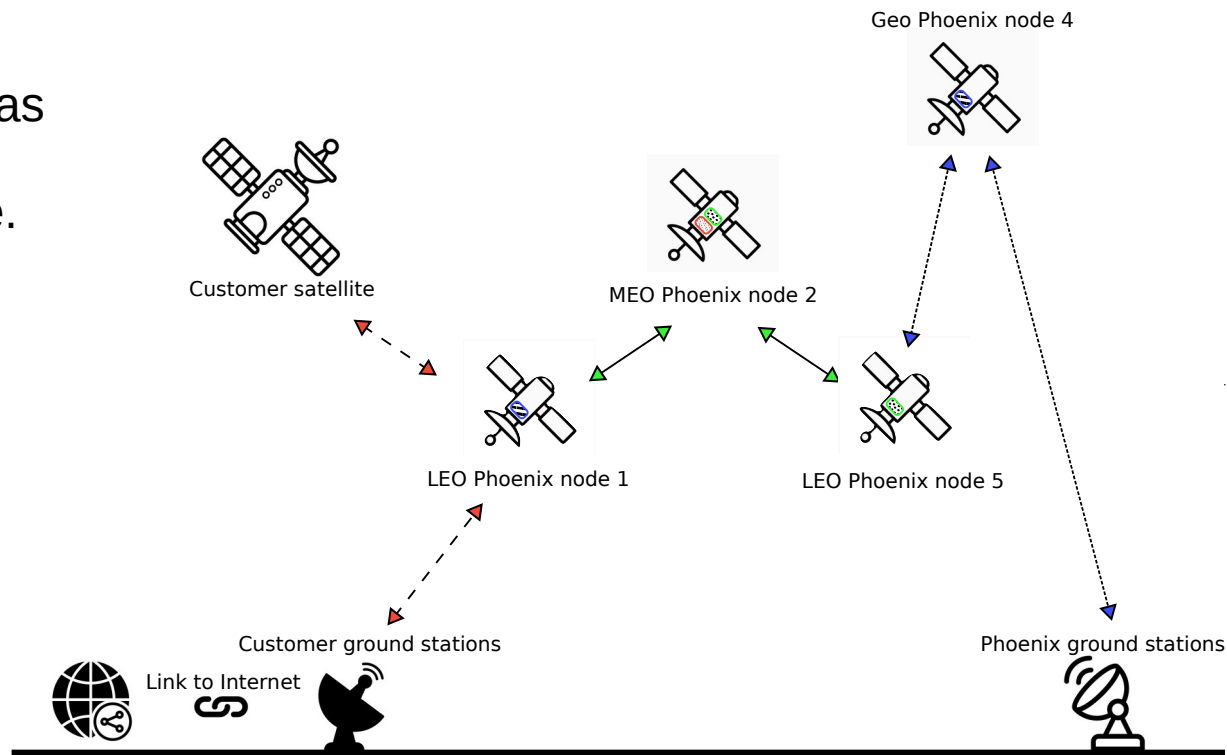 Geo Phoenix node 4
as
e.
Customer satellite
MEO Phoenix node 2
LEO Phoenix node 1
LEO Phoenix node 5
Customer ground stations
Phoenix ground stations
Link to Internet